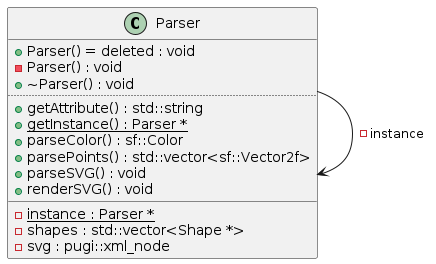 C Parser
Parser() = deleted : void
Parser() : void
~Parser() : void
getAttribute() : std::string
getInstance() : Parser *
parseColor() : sf::Color
parsePoints() : std::vector<sf::Vector2f>
parseSVG() : void
renderSVG() : void
instance : Parser *
shapes : std::vector<Shape *>
svg : pugi::xml_node
instance